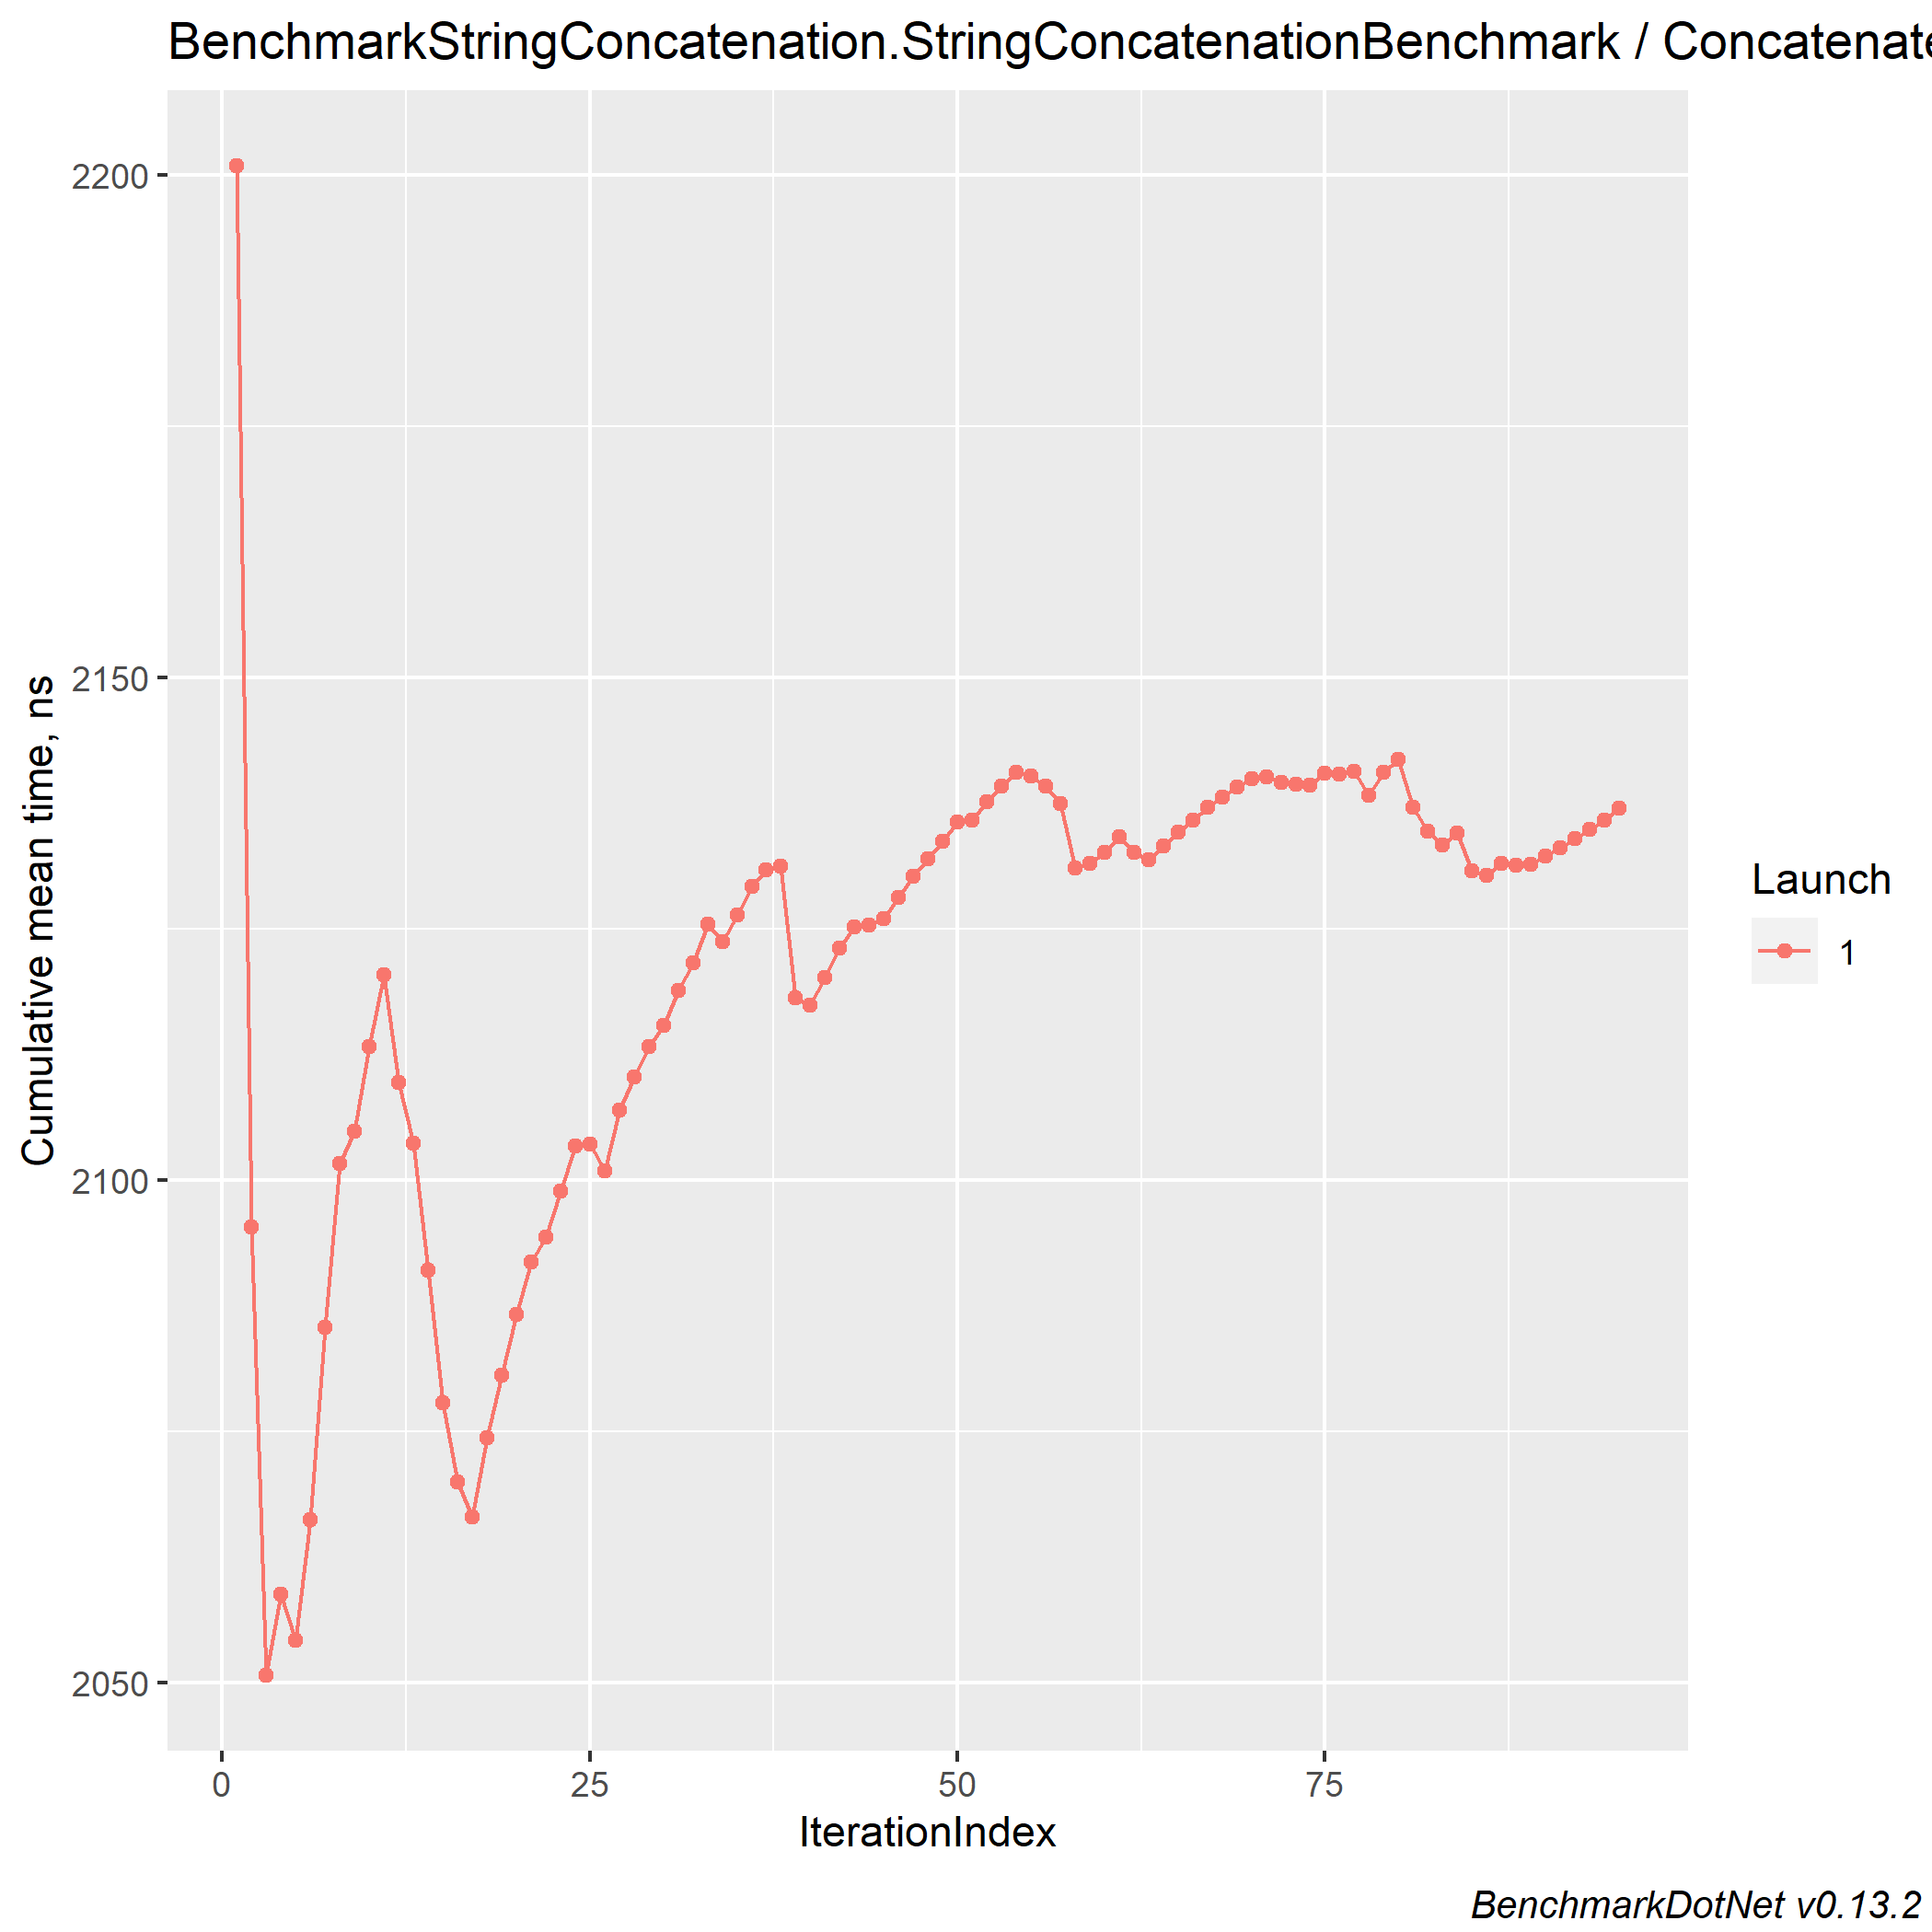 BenchmarkStringConcatenation.StringConcatenationBenchmark / Concatenate
2200
2150
2100
2050
Cumulative mean time, ns
0 25 50 75
IterationIndex
Launch
1
BenchmarkDotNet v0.13.2